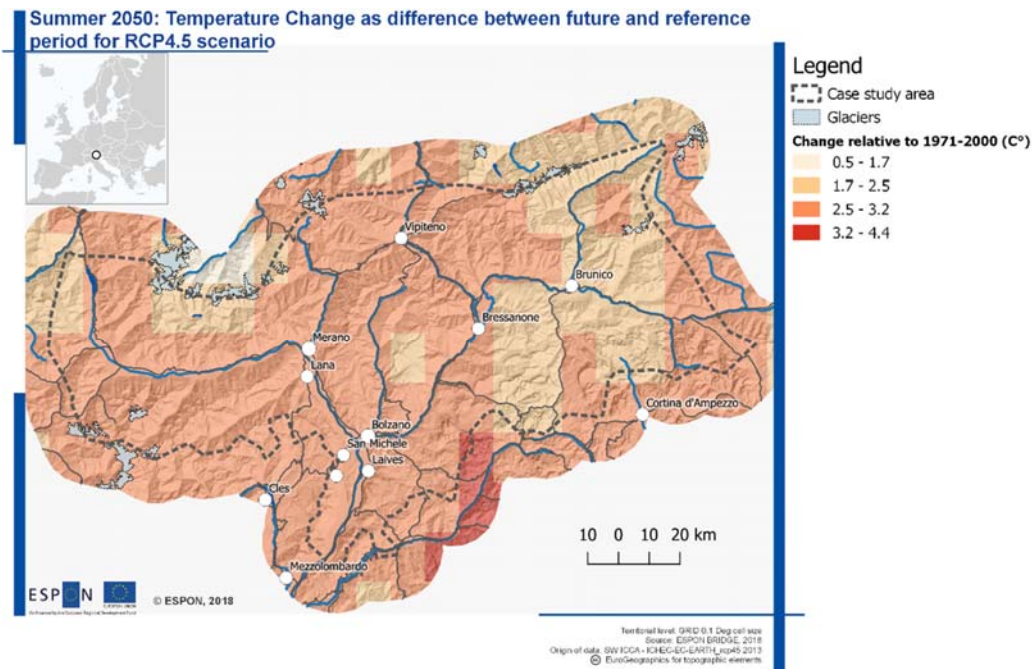 Summer 2050: Temperature Change as difference between future and reference
period for RCP4.5 scenario
Legend
Case study area
Glaciers
Change relative to 1971-2000 (C°)
0.5 - 1.7
1.7 - 2.5
2.5 - 3.2
3.2 - 4.4
Vipiteno
Brunico
Bressanone
Merano
Lana
Cortina d'Ampezzo
Bolzano
San Michele
Laives
Cles
Mezzolombardo
10 0 10 20 km
ESPON
© ESPON, 2018
Territorial level: GRID 0.1 Deg cell size
Source: ESPON BRIDGE, 2018
Origin of data: SWICCA - ICHEC-EC-EARTH_rcp45 2013
EuroGeographics for topographic elements